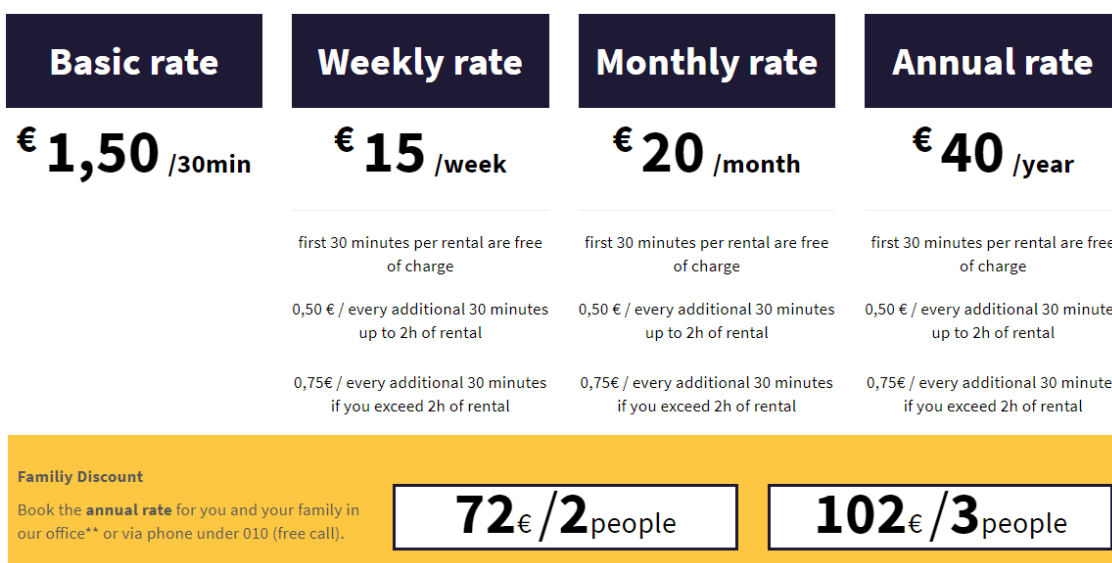 Basic rate
€ 1,50 /30min
Weekly rate
€ 15 /week
first 30 minutes per rental are free
of charge
0,50 € / every additional 30 minutes
up to 2h of rental
0,75€ / every additional 30 minutes
if you exceed 2h of rental
Monthly rate
€ 20 /month
first 30 minutes per rental are free
of charge
0,50 € / every additional 30 minutes
up to 2h of rental
0,75€ / every additional 30 minutes
if you exceed 2h of rental
Annual rate
€ 40 /year
first 30 minutes per rental are free
of charge
0,50 € / every additional 30 minute
up to 2h of rental
0,75€ / every additional 30 minute
if you exceed 2h of rental
Familiy Discount
Book the annual rate for you and your family in
our office** or via phone under 010 (free call).
72€ /2people
102€ /3people